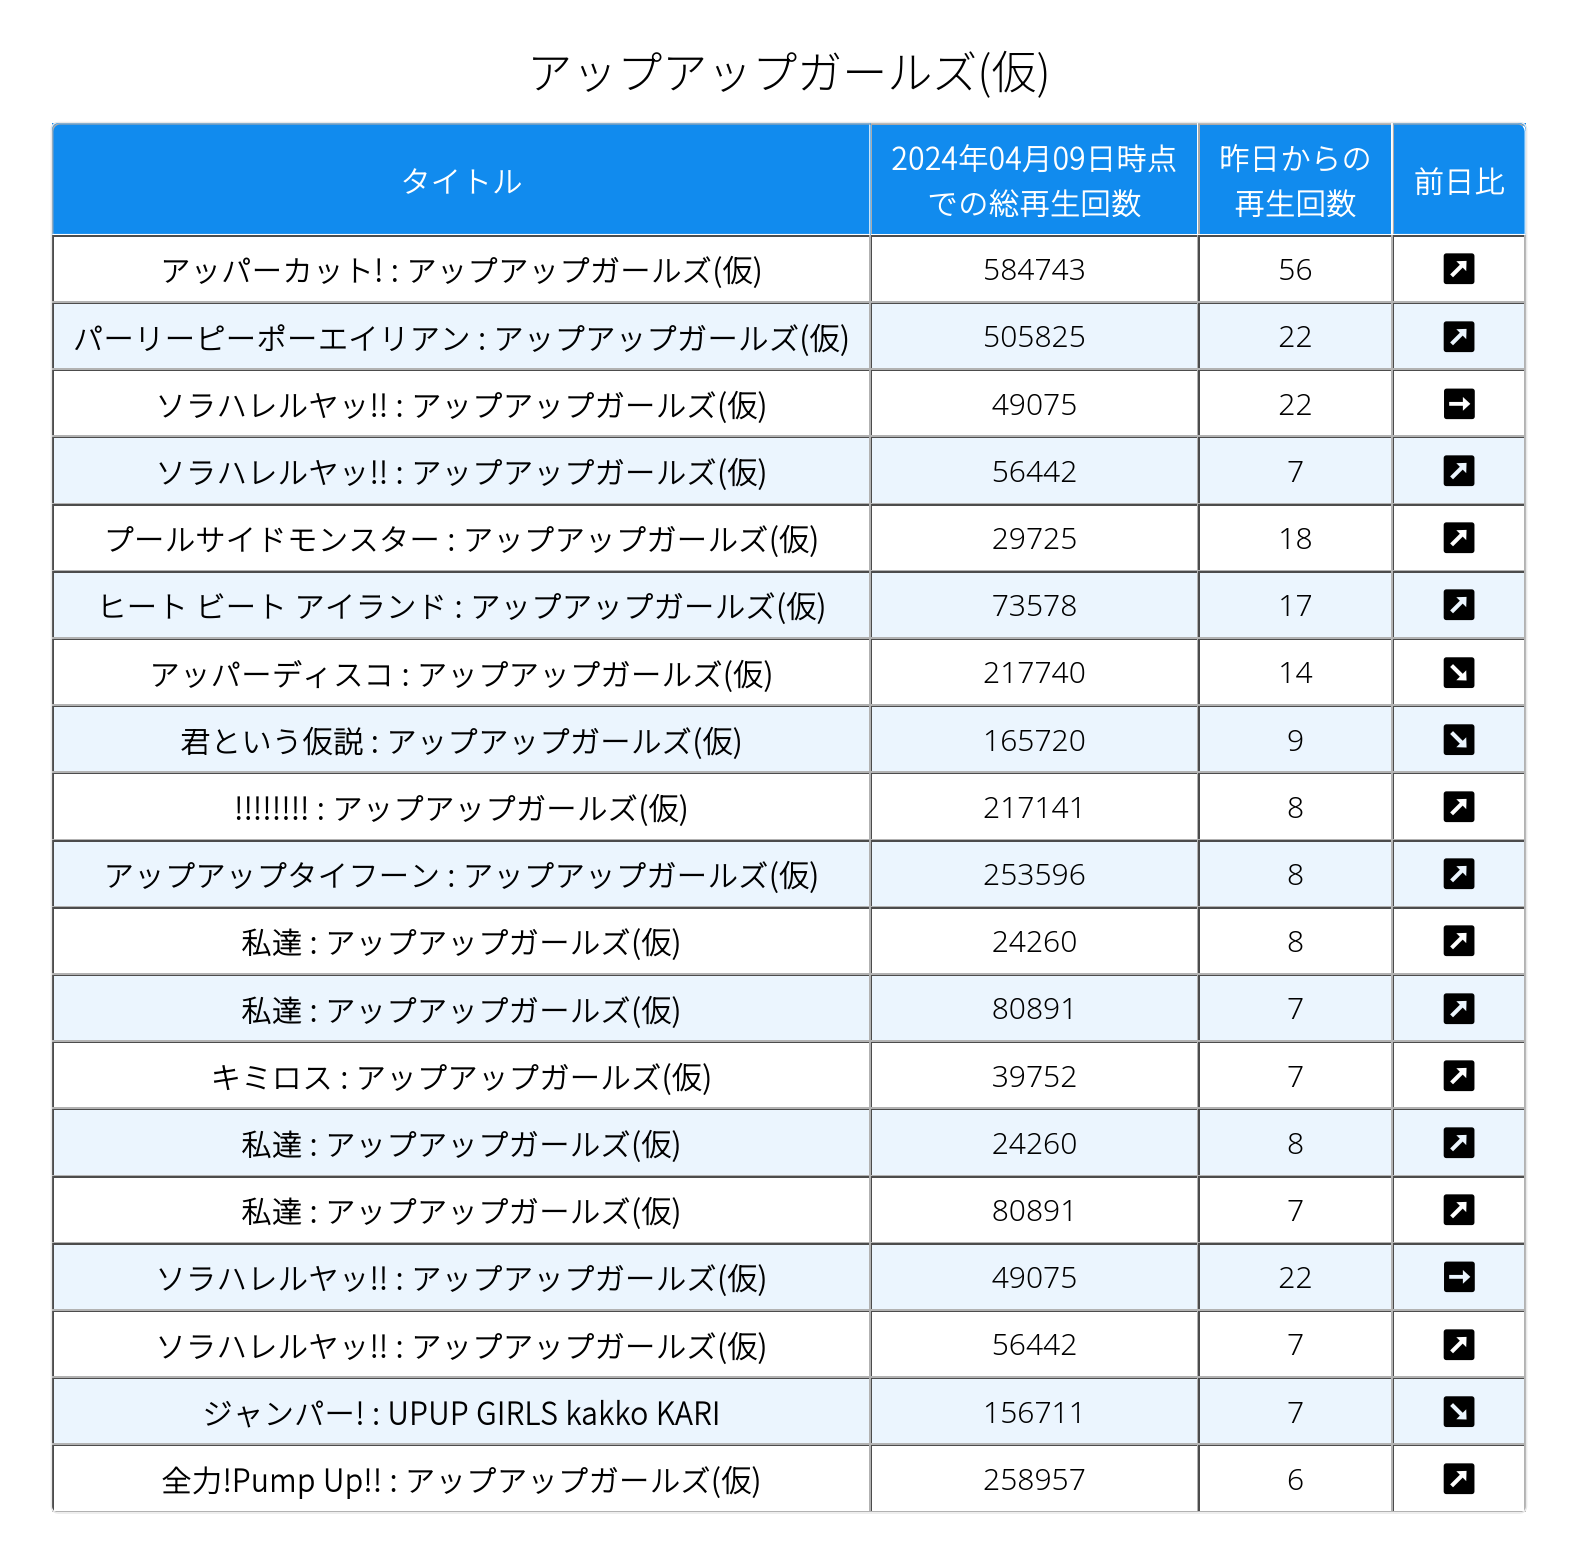 アップアップガールズ(仮)
タイトル 2024年04月09日時点での総再生回数 昨日からの再生回数 前日比
アッパーカット! : アップアップガールズ(仮) 584743 56 ↗
パーリーピーポーエイリアン : アップアップガールズ(仮) 505825 22 ↗
ソラハレルヤッ!! : アップアップガールズ(仮) 49075 22 →
ソラハレルヤッ!! : アップアップガールズ(仮) 56442 7 ↗
プールサイドモンスター : アップアップガールズ(仮) 29725 18 ↗
ヒート ビート アイランド : アップアップガールズ(仮) 73578 17 ↗
アッパーディスコ : アップアップガールズ(仮) 217740 14 ↘
君という仮説 : アップアップガールズ(仮) 165720 9 ↘
!!!!!!!! : アップアップガールズ(仮) 217141 8 ↗
アップアップタイフーン : アップアップガールズ(仮) 253596 8 ↗
私達 : アップアップガールズ(仮) 24260 8 ↗
私達 : アップアップガールズ(仮) 80891 7 ↗
キミロス : アップアップガールズ(仮) 39752 7 ↗
私達 : アップアップガールズ(仮) 24260 8 ↗
私達 : アップアップガールズ(仮) 80891 7 ↗
ソラハレルヤッ!! : アップアップガールズ(仮) 49075 22 →
ソラハレルヤッ!! : アップアップガールズ(仮) 56442 7 ↗
ジャンパー! : UPUP GIRLS kakko KARI 156711 7 ↘
全力!Pump Up!! : アップアップガールズ(仮) 258957 6 ↗